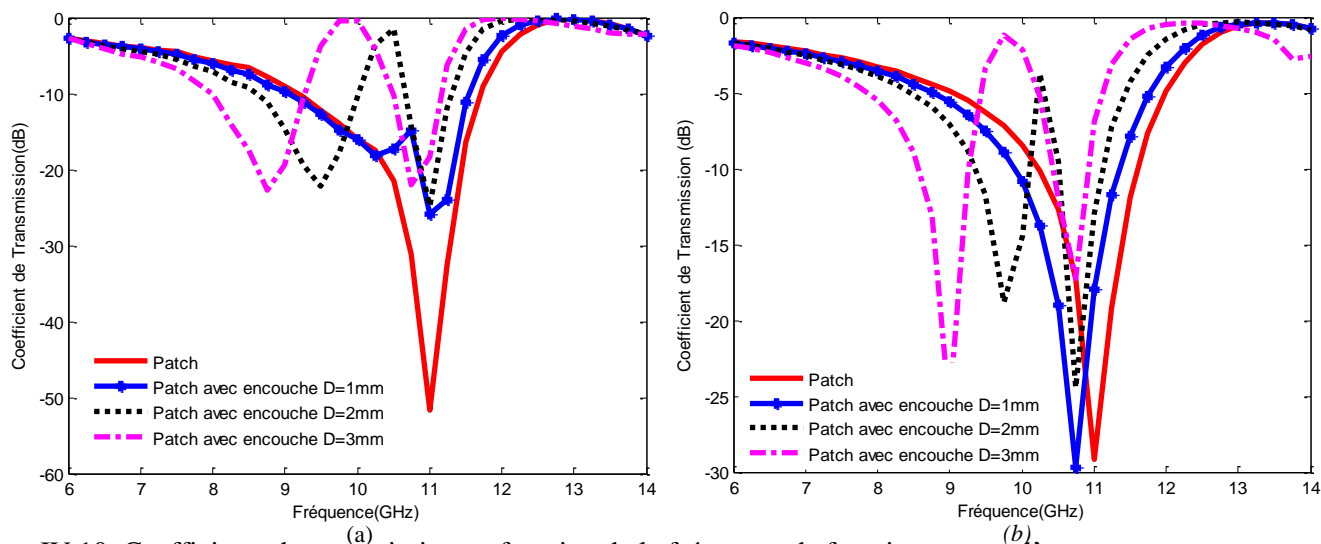 0
-10
-20
-30
-40
-50
-60
Coefficient de Transmission(dB)
Patch
Patch avec encouche D=1mm
Patch avec encouche D=2mm
Patch avec encouche D=3mm
6 7 8 9 10 11 12 13 14
Fréquence(GHz)
(a)
0
-5
-10
-15
-20
-25
-30
Coefficient de Transmission (dB)
Patch
Patch avec encouche D=1mm
Patch avec encouche D=2mm
Patch avec encouche D=3mm
6 7 8 9 10 11 12 13 14
Fréquence(GHz)
(b)